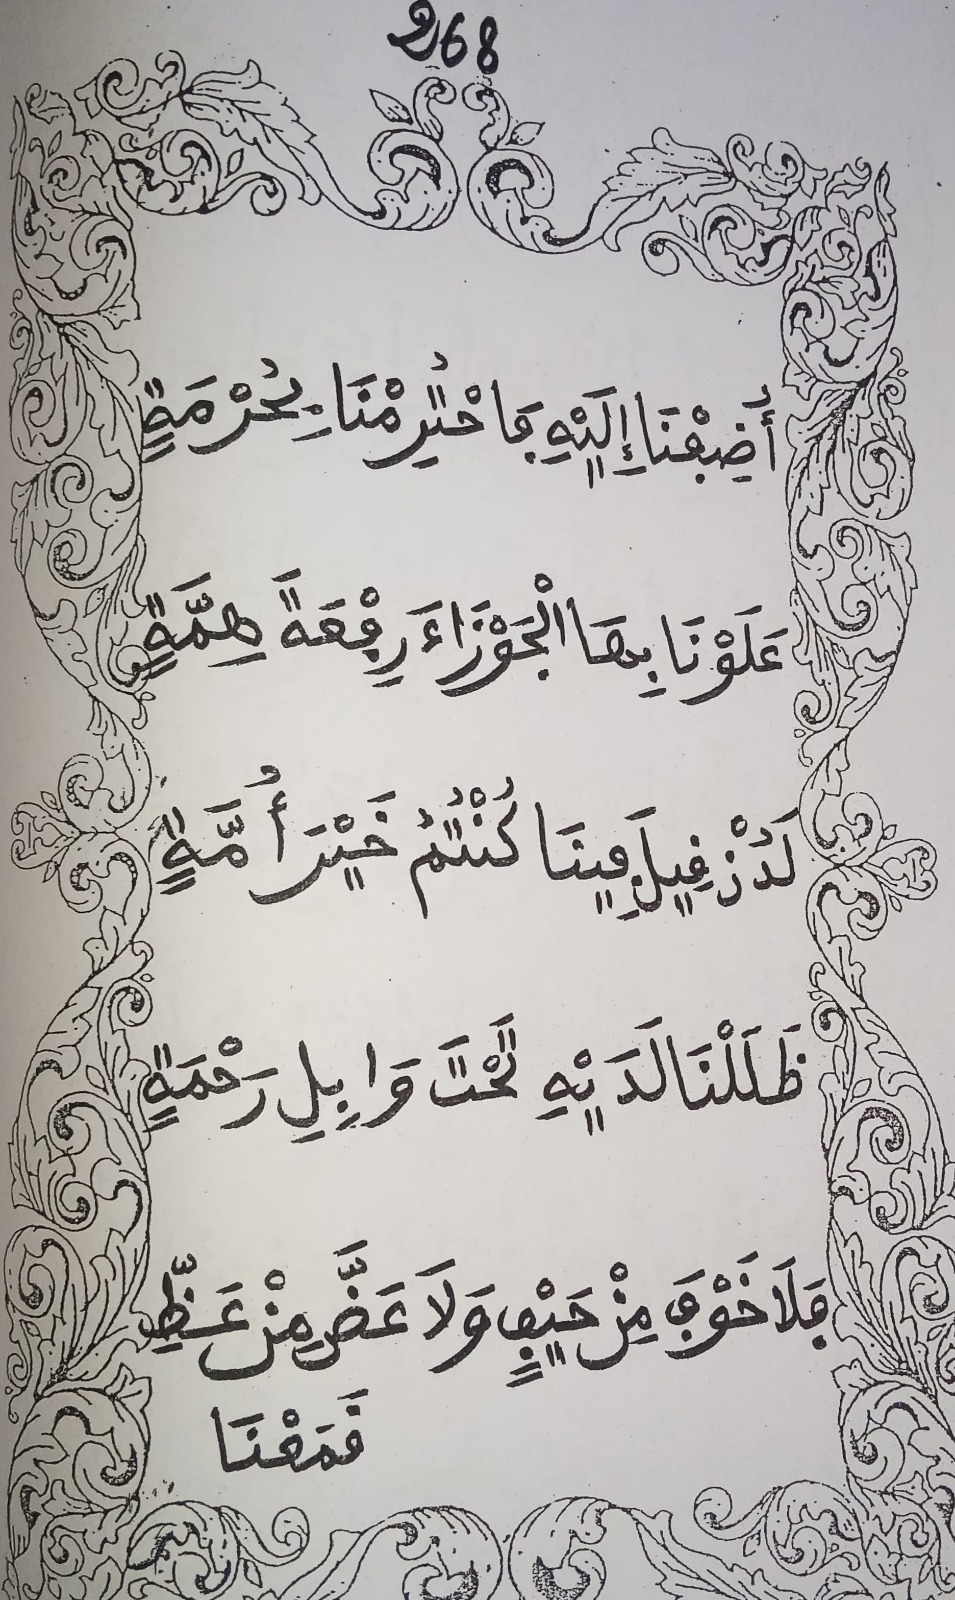 268
أُضِفْنَا إِلَيْهِ فَاحْتُرِمْنَا بِحُرْمَةٍ
عَلَوْنَا بِهَا الْجَوْزَاءَ رِفْعَةَ هِمَّةٍ
لَدُنْ قِيلَ فِينَا كُنْتُمُ خَيْرَ أُمَّةٍ
ظَلَلْنَا لَدَيْهِ تَحْتَ وَابِلِ رَحْمَةٍ
فَلَا خَوْفَ مِنْ حَيْفٍ وَلَا عَضَّ مِنْ عَظِّ
قَمَعْنَا